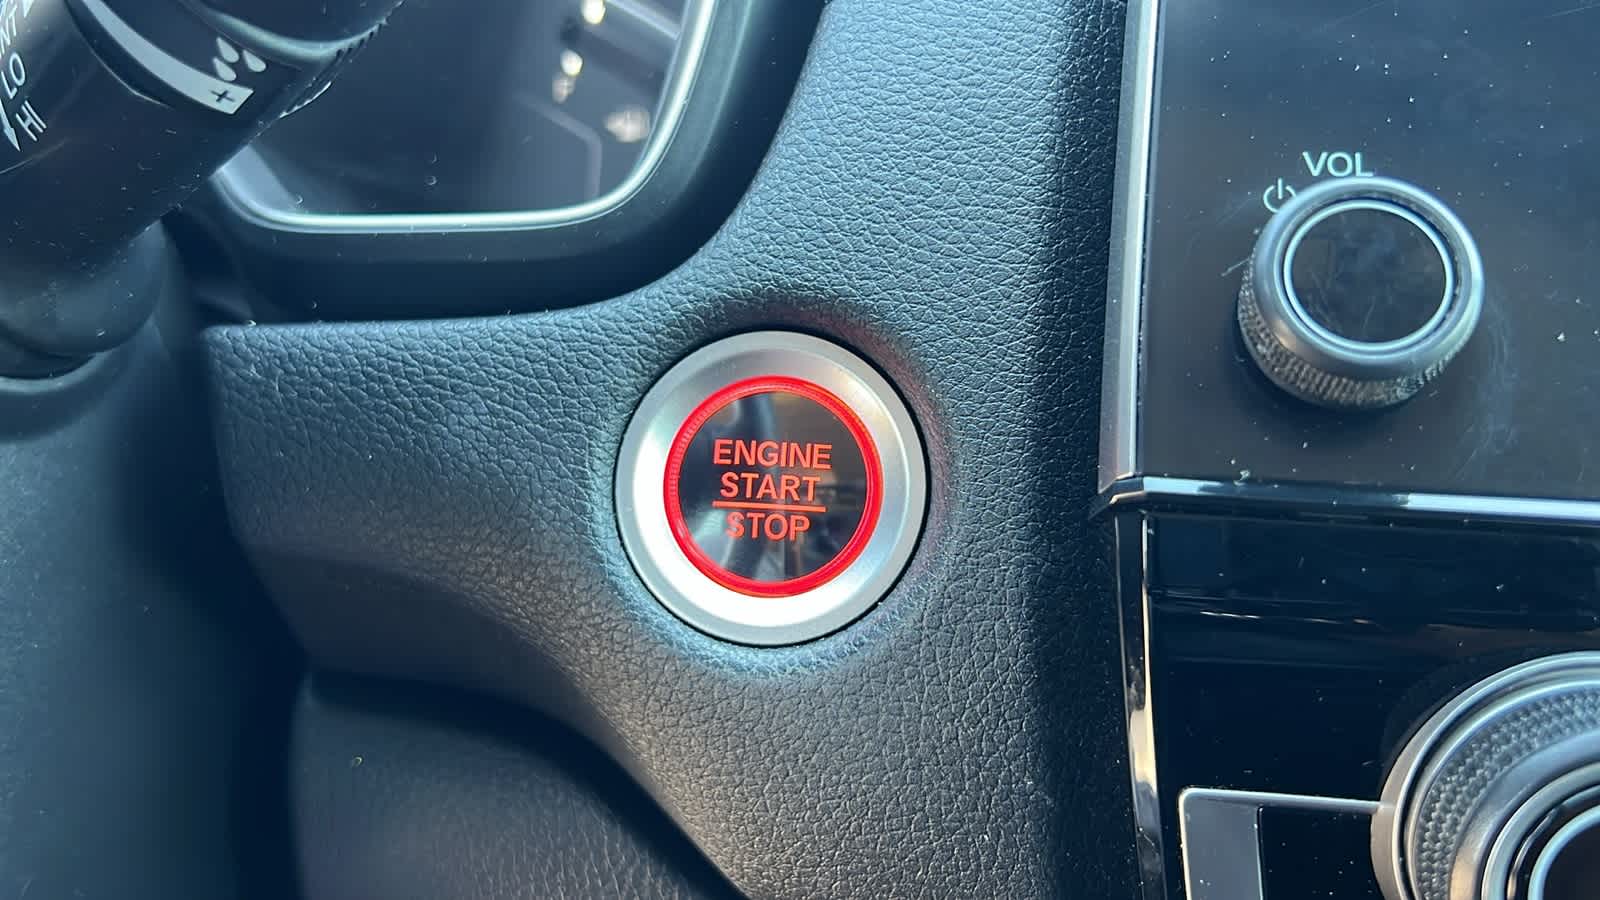 LO
HI
VOL
ENGINE
START
STOP